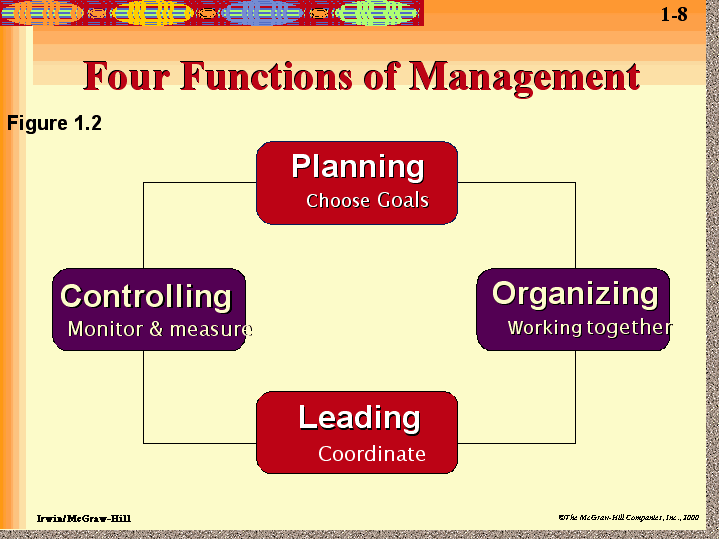 1-8
Four Functions of Management
Figure 1.2
Planning
Choose Goals
Controlling
Monitor & measure
Organizing
Working together
Leading
Coordinate
Irwin/McGraw-Hill
©The McGraw-Hill Companies, Inc., 2000